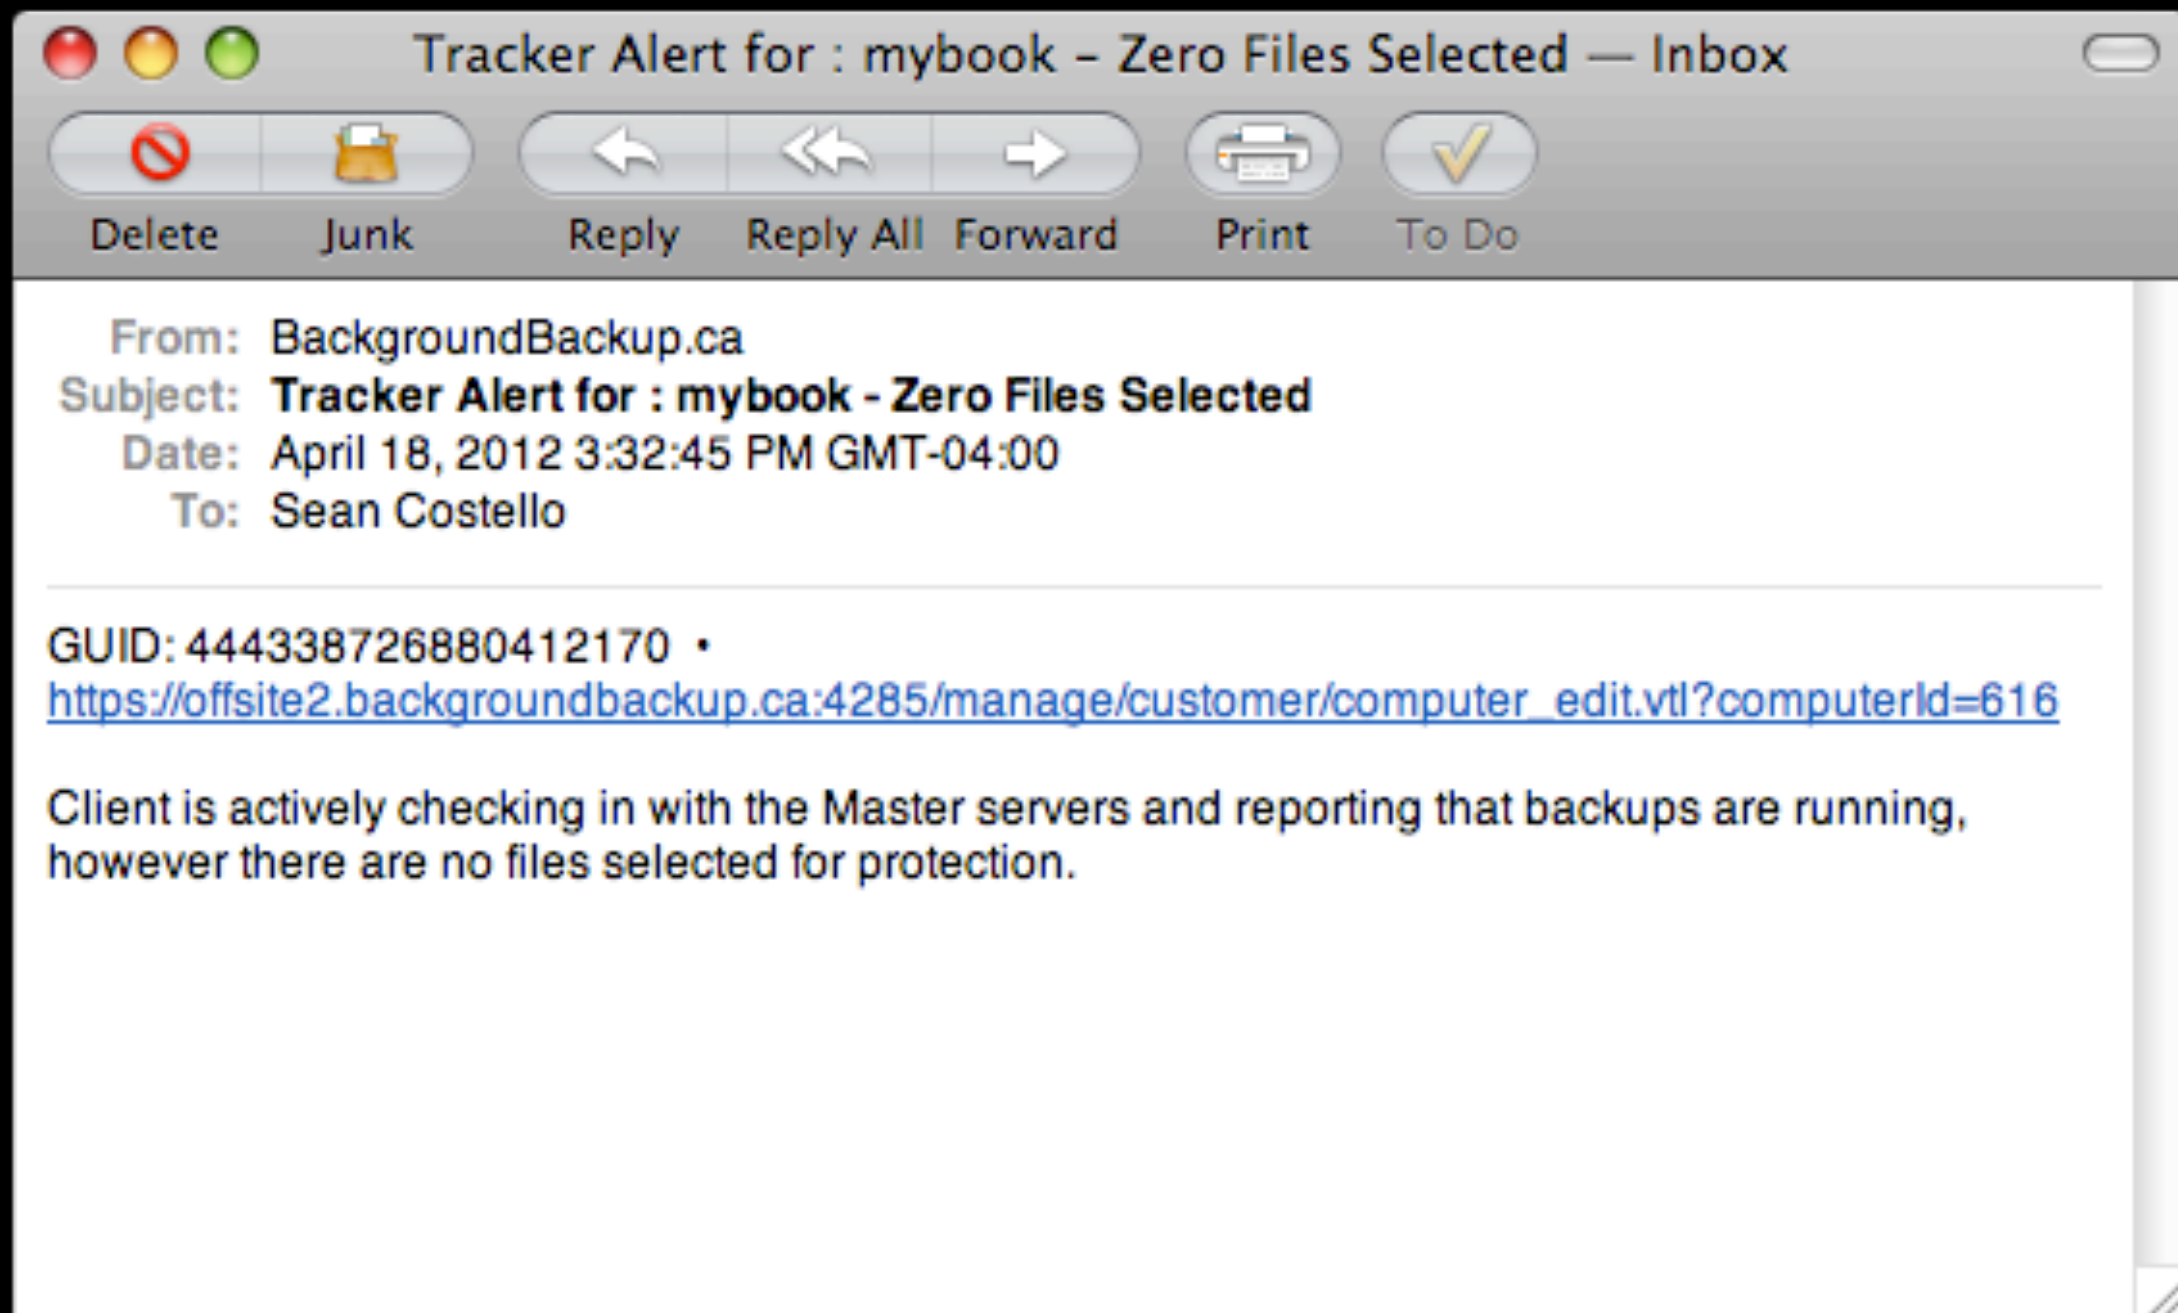 Tracker Alert for : mybook – Zero Files Selected — Inbox
Delete Junk Reply Reply All Forward Print To Do
From: BackgroundBackup.ca
Subject: Tracker Alert for : mybook - Zero Files Selected
Date: April 18, 2012 3:32:45 PM GMT-04:00
To: Sean Costello
GUID: 444338726880412170 •
https://offsite2.backgroundbackup.ca:4285/manage/customer/computer_edit.vtl?computerId=616
Client is actively checking in with the Master servers and reporting that backups are running,
however there are no files selected for protection.